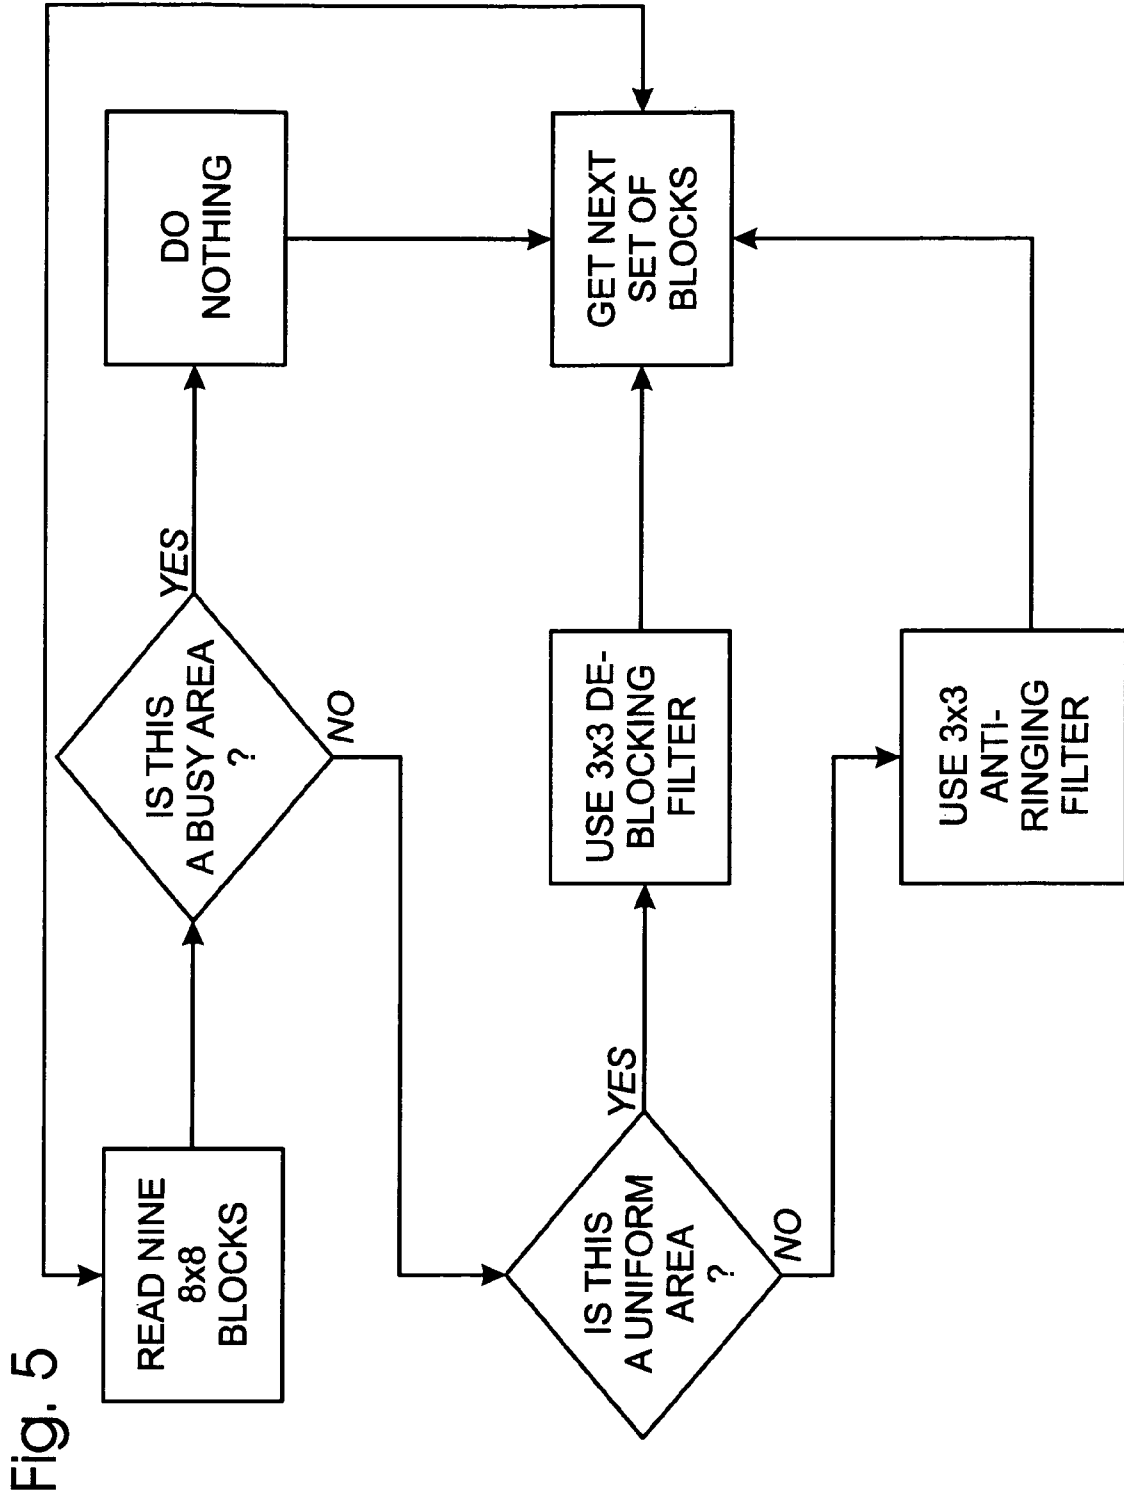 Fig. 5
READ NINE
8x8
BLOCKS
IS THIS
A BUSY AREA
?
YES
NO
DO
NOTHING
IS THIS
A UNIFORM
AREA
?
YES
NO
USE 3x3 DE-
BLOCKING
FILTER
GET NEXT
SET OF
BLOCKS
USE 3x3
ANTI-
RINGING
FILTER